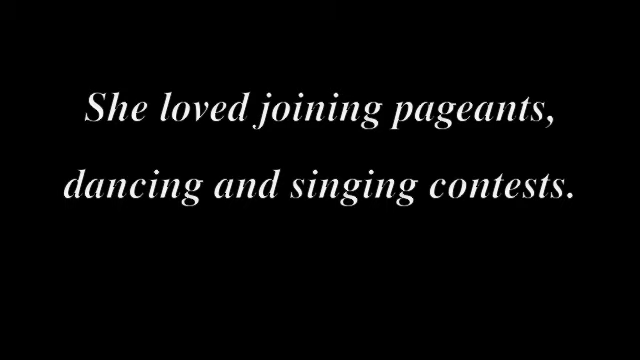 She loved joining pageants,
dancing and singing contests.